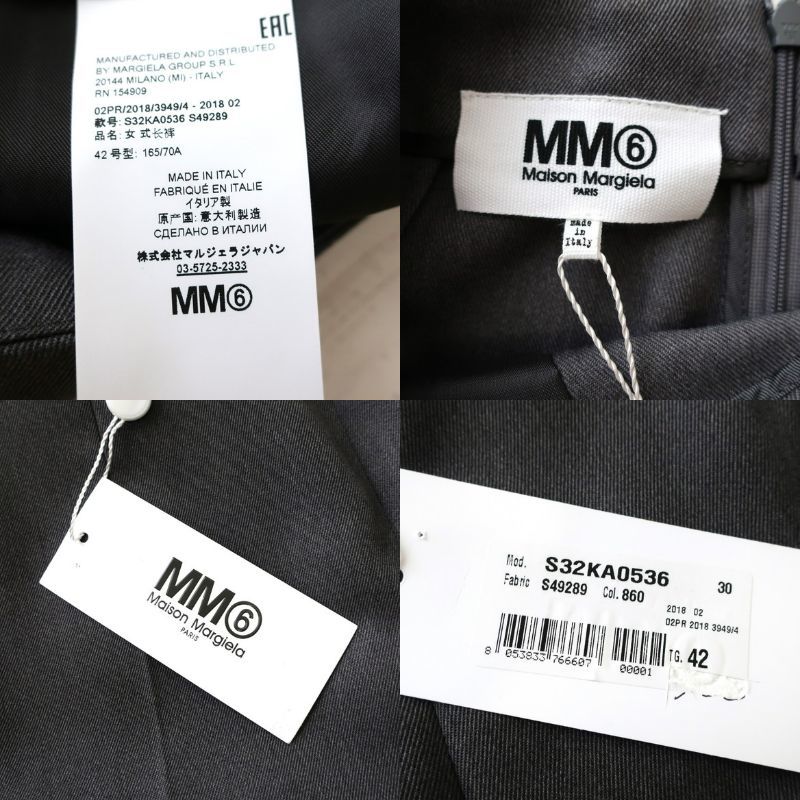 EAC
MANUFACTURED AND DISTRIBUTED
BY MARGIELA GROUP S.R.L
20144 MILANO (MI) - ITALY
RN 154909
02PR/2018/3949/4 - 2018 02
款号: S32KA0536 S49289
品名: 女 式长裤
42 号型: 165/70A
MADE IN ITALY
FABRIQUÉ EN ITALIE
イタリア製
原产国: 意大利製造
СДЕЛАНО В ИТАЛИИ
株式会社マルジェラジャパン
03-5725-2333
MM6
MM6
Maison Margiela
PARIS
made
in
Italy
MM6
Maison Margiela
PARIS
Mod. S32KA0536 30
Fabric S49289 Col. 860
2018 02
02PR 2018 3949/4
8 053833 766607 00001 TG. 42